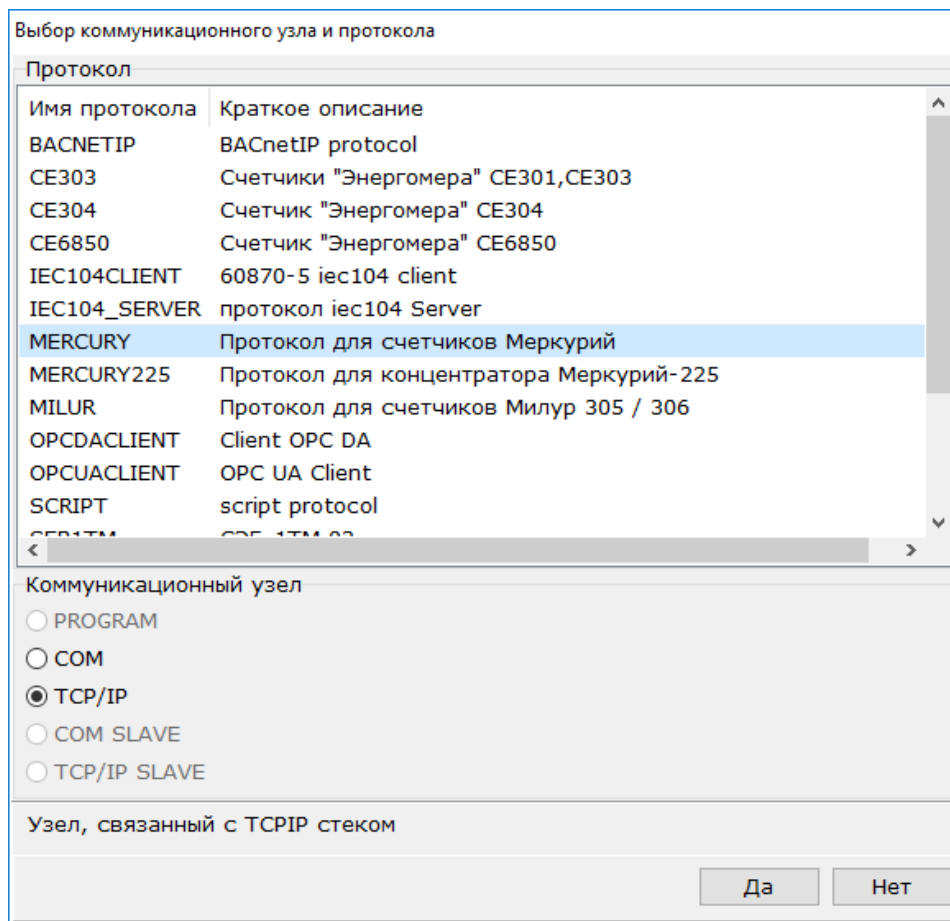 Выбор коммуникационного узла и протокола
Протокол
Имя протокола Краткое описание
BACNETIP BACnetIP protocol
CE303 Счетчики "Энергомера" CE301,CE303
CE304 Счетчик "Энергомера" CE304
CE6850 Счетчик "Энергомера" CE6850
IEC104CLIENT 60870-5 iec104 client
IEC104_SERVER протокол iec104 Server
MERCURY Протокол для счетчиков Меркурий
MERCURY225 Протокол для концентратора Меркурий-225
MILUR Протокол для счетчиков Милур 305 / 306
OPCDACLIENT Client OPC DA
OPCUACLIENT OPC UA Client
SCRIPT script protocol
Коммуникационный узел
PROGRAM
COM
TCP/IP
COM SLAVE
TCP/IP SLAVE
Узел, связанный с TCPIP стеком
Да Нет